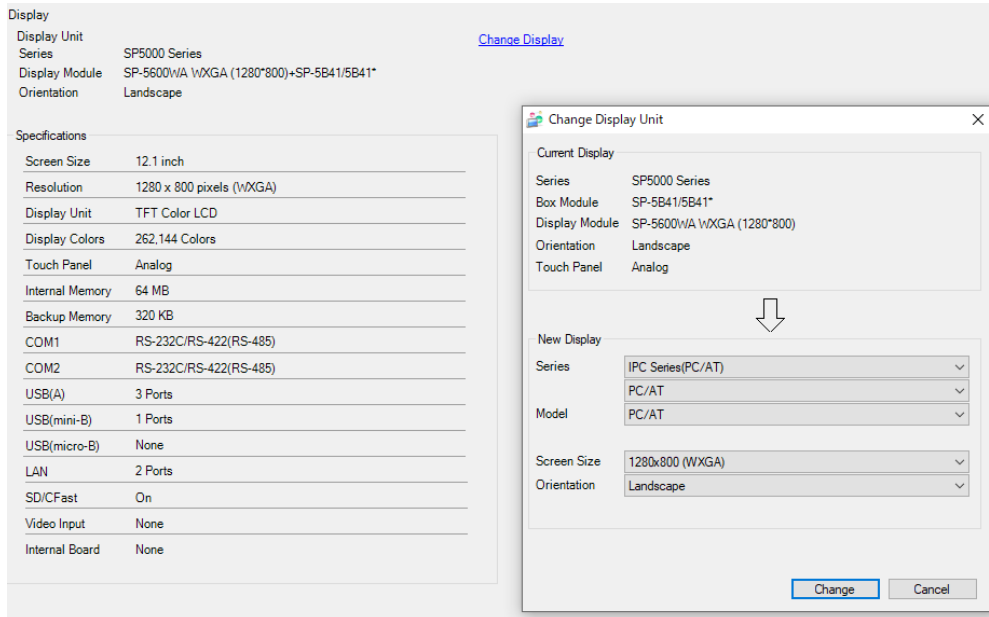 Display
Display Unit
Change Display
Series SP5000 Series
Display Module SP-5600WA WXGA (1280*800)+SP-5B41/5B41*
Orientation Landscape
Specifications
Screen Size 12.1 inch
Resolution 1280 x 800 pixels (WXGA)
Display Unit TFT Color LCD
Display Colors 262,144 Colors
Touch Panel Analog
Internal Memory 64 MB
Backup Memory 320 KB
COM1 RS-232C/RS-422(RS-485)
COM2 RS-232C/RS-422(RS-485)
USB(A) 3 Ports
USB(mini-B) 1 Ports
USB(micro-B) None
LAN 2 Ports
SD/CFast On
Video Input None
Internal Board None
Change Display Unit
Current Display
Series SP5000 Series
Box Module SP-5B41/5B41*
Display Module SP-5600WA WXGA (1280*800)
Orientation Landscape
Touch Panel Analog
New Display
Series IPC Series(PC/AT)
PC/AT
Model PC/AT
Screen Size 1280x800 (WXGA)
Orientation Landscape
Change Cancel